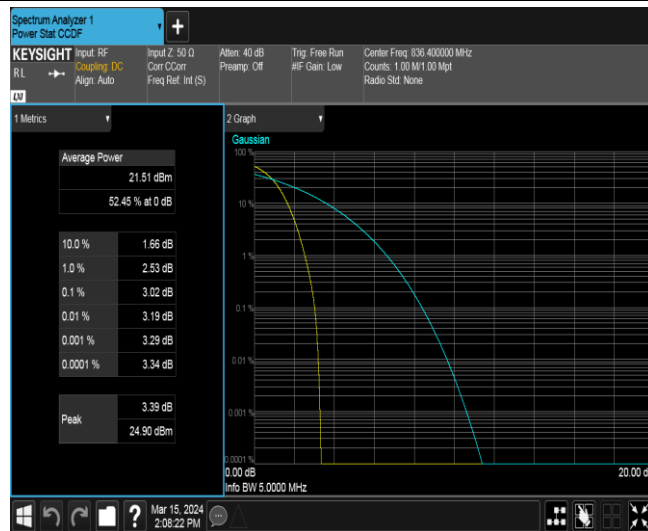 Spectrum Analyzer 1
Power Stat CCDF
+
KEYSIGHT
RL
LXI
Input: RF
Coupling: DC
Align: Auto
Input Z: 50 Ω
Corr CCorr
Freq Ref: Int (S)
Atten: 40 dB
Preamp: Off
Trig: Free Run
#IF Gain: Low
Center Freq: 836.400000 MHz
Counts: 1.00 M/1.00 Mpt
Radio Std: None
1 Metrics
Average Power
21.51 dBm
52.45 % at 0 dB
10.0 % 1.66 dB
1.0 % 2.53 dB
0.1 % 3.02 dB
0.01 % 3.19 dB
0.001 % 3.29 dB
0.0001 % 3.34 dB
Peak
3.39 dB
24.90 dBm
2 Graph
Gaussian
100 %
10 %
1 %
0.1 %
0.01 %
0.001 %
0.0001 %
0.00 dB
20.00 d
Info BW 5.0000 MHz
?
Mar 15, 2024
2:08:22 PM